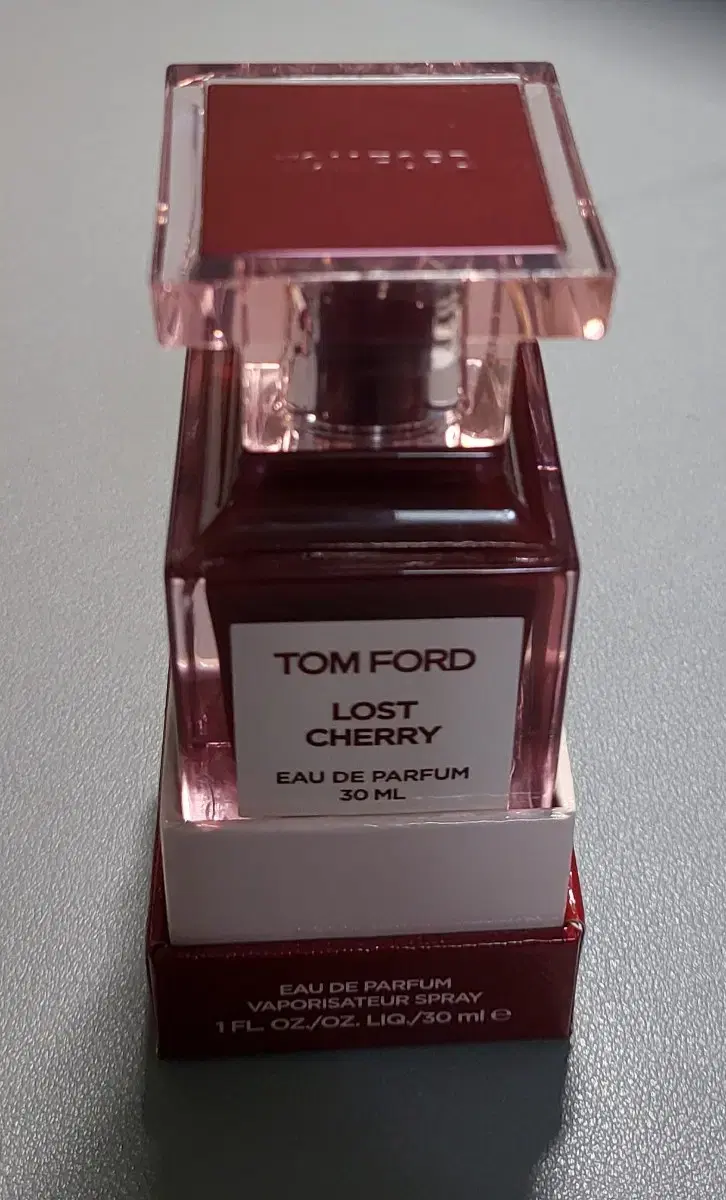 TOM FORD
LOST
CHERRY
EAU DE PARFUM
30 ML
EAU DE PARFUM
VAPORISATEUR SPRAY
1 FL. OZ./OZ. LIQ./30 ml ℮